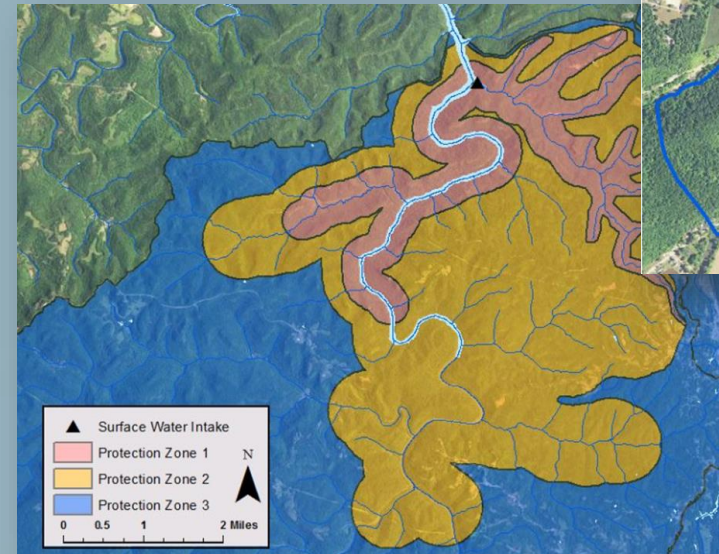 Surface Water Intake
Protection Zone 1
Protection Zone 2
Protection Zone 3
N
0 0.5 1 2 Miles